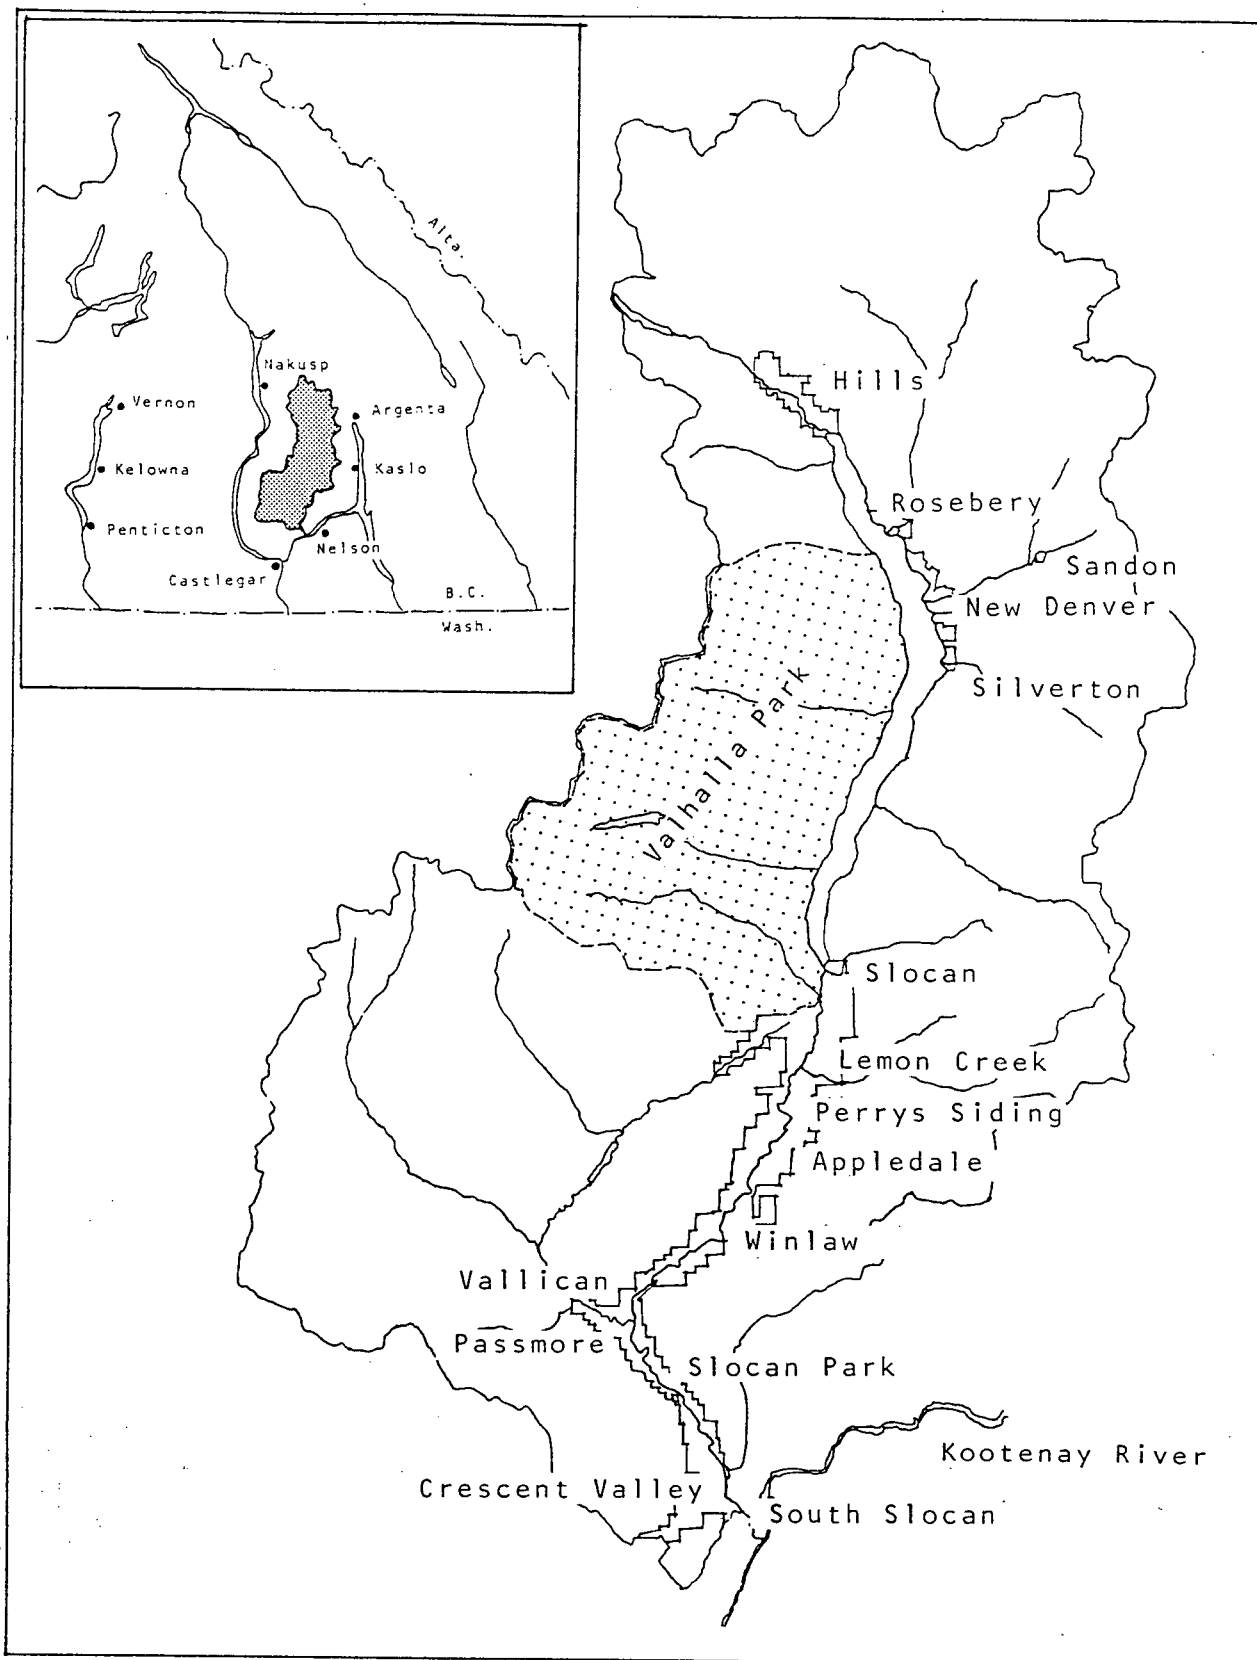 Alta.
Nakusp
Vernon
Argenta
Kelowna
Kaslo
Penticton
Nelson
Castlegar
B.C.
Wash.
Hills
Rosebery
Sandon
New Denver
Silverton
Valhalla Park
Slocan
Lemon Creek
Perrys Siding
Appledale
Winlaw
Vallican
Passmore
Slocan Park
Kootenay River
Crescent Valley
South Slocan